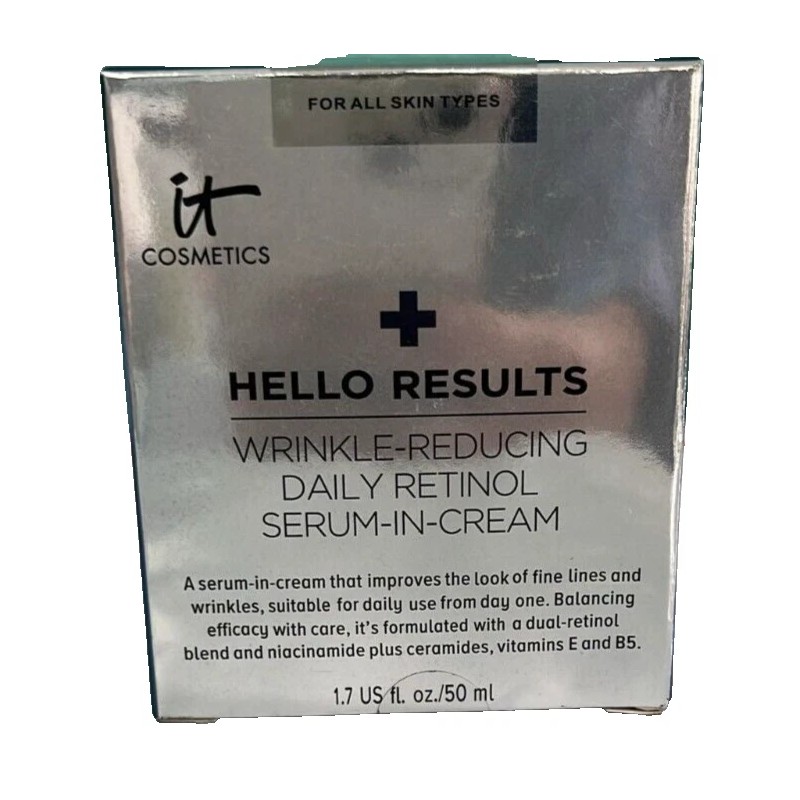 FOR ALL SKIN TYPES
it
COSMETICS
HELLO RESULTS
WRINKLE-REDUCING
DAILY RETINOL
SERUM-IN-CREAM
A serum-in-cream that improves the look of fine lines and
wrinkles, suitable for daily use from day one. Balancing
efficacy with care, it's formulated with a dual-retinol
blend and niacinamide plus ceramides, vitamins E and B5.
1.7 US fl. oz./50 ml